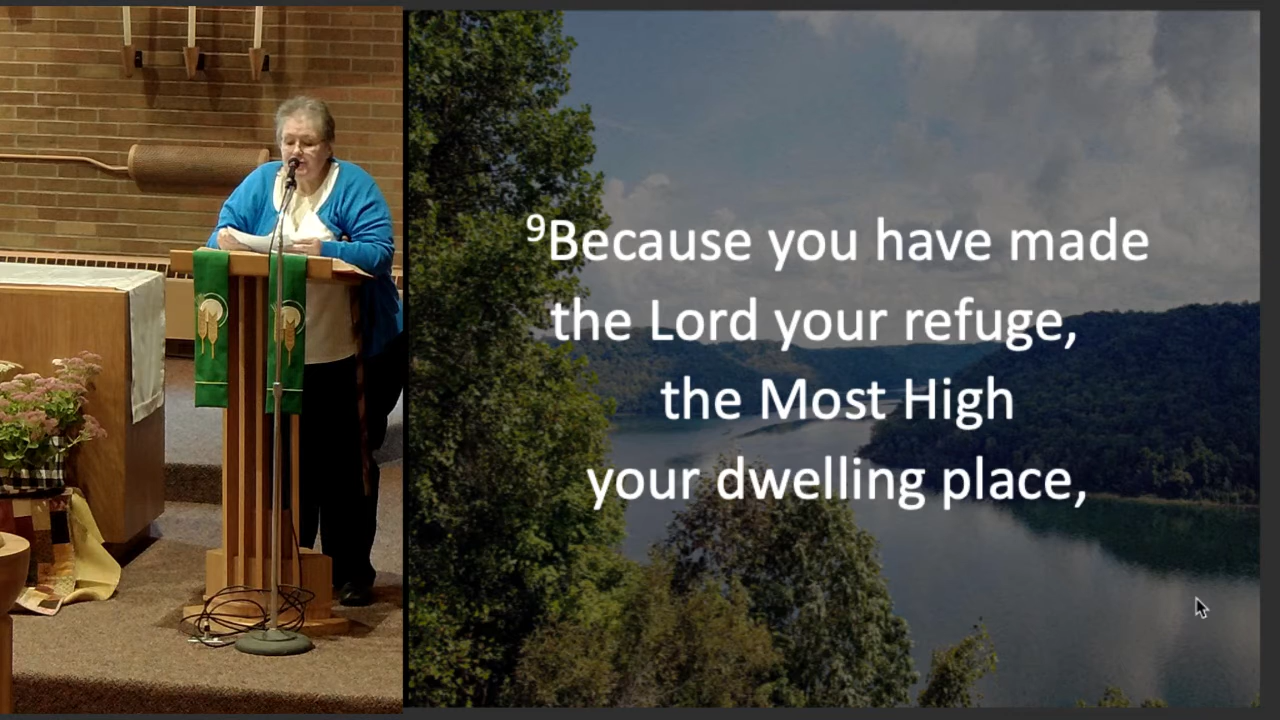 ⁹Because you have made
the Lord your refuge,
the Most High
your dwelling place,